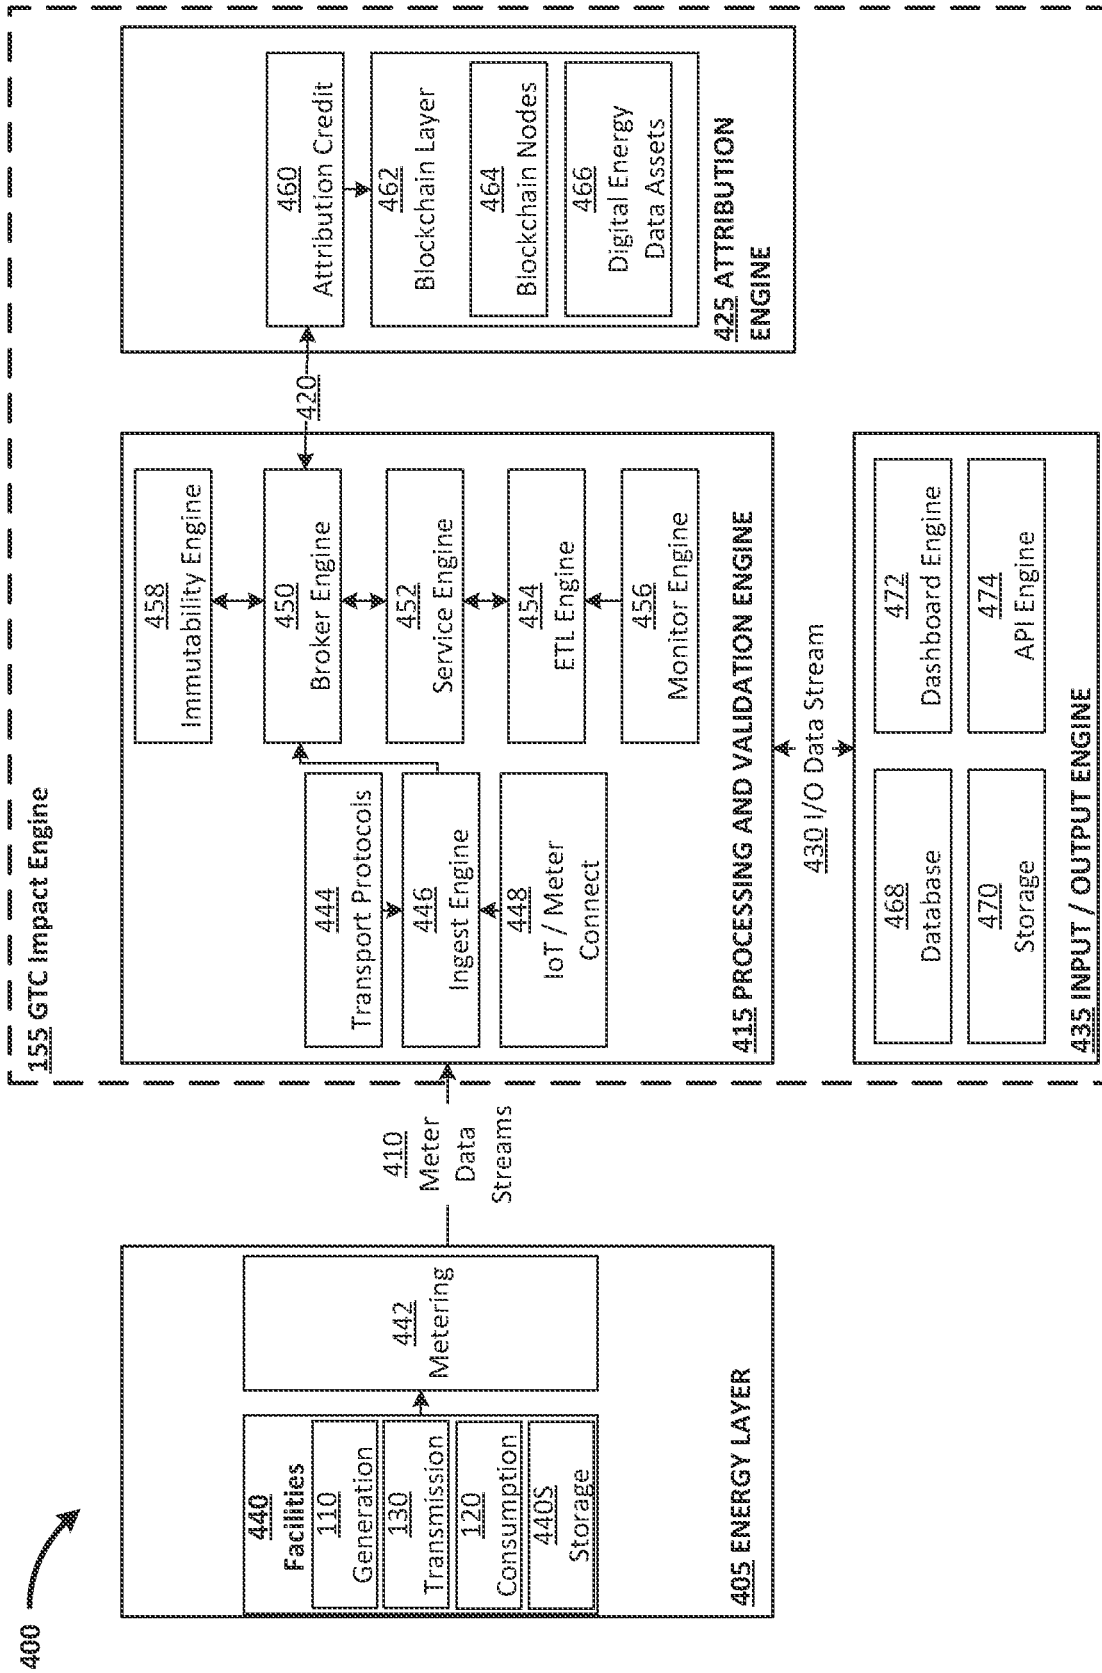 400
440
Facilities
110
Generation
130
Transmission
120
Consumption
440S
Storage
442
Metering
405 ENERGY LAYER
410
Meter
Data
Streams
155 GTC Impact Engine
444
Transport Protocols
446
Ingest Engine
448
IoT / Meter
Connect
458
Immutability Engine
450
Broker Engine
452
Service Engine
454
ETL Engine
456
Monitor Engine
415 PROCESSING AND VALIDATION ENGINE
420
460
Attribution Credit
462
Blockchain Layer
464
Blockchain Nodes
466
Digital Energy
Data Assets
425 ATTRIBUTION
ENGINE
430 I/O Data Stream
468
Database
470
Storage
472
Dashboard Engine
474
API Engine
435 INPUT / OUTPUT ENGINE